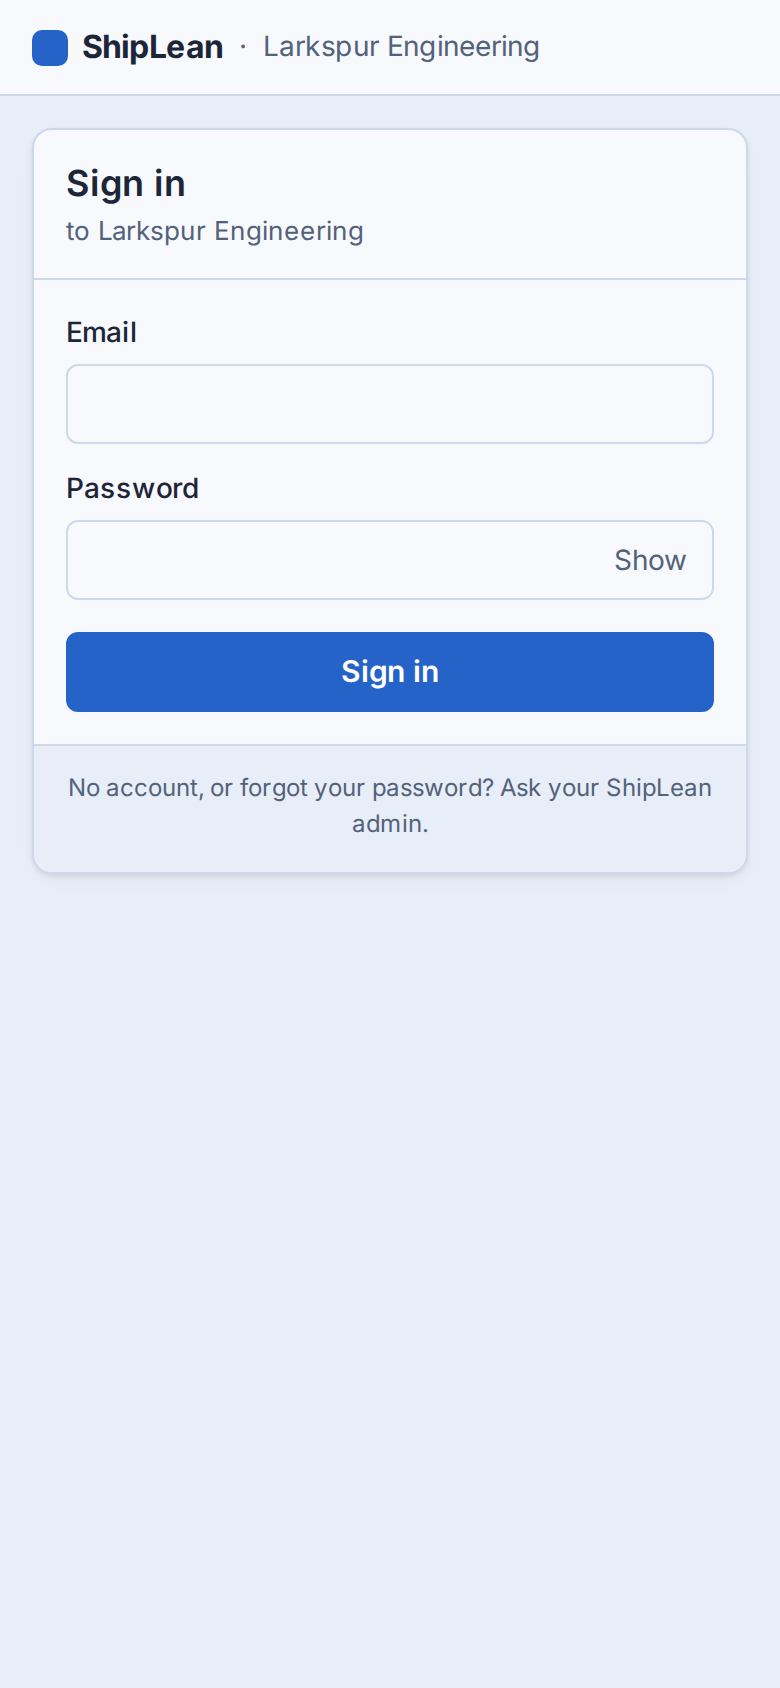 ShipLean · Larkspur Engineering
Sign in
to Larkspur Engineering
Email
Password
Show
Sign in
No account, or forgot your password? Ask your ShipLean
admin.